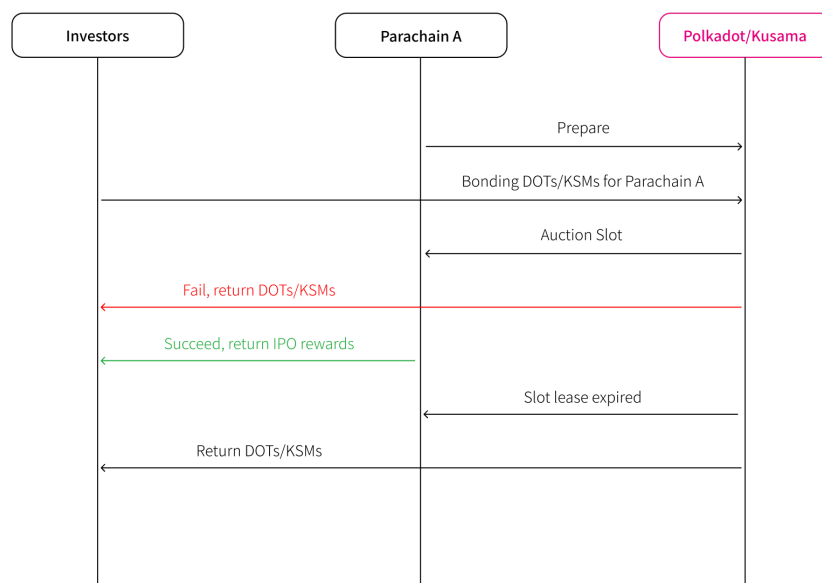 Investors
Parachain A
Polkadot/Kusama
Prepare
Bonding DOTs/KSMs for Parachain A
Auction Slot
Fail, return DOTs/KSMs
Succeed, return IPO rewards
Slot lease expired
Return DOTs/KSMs